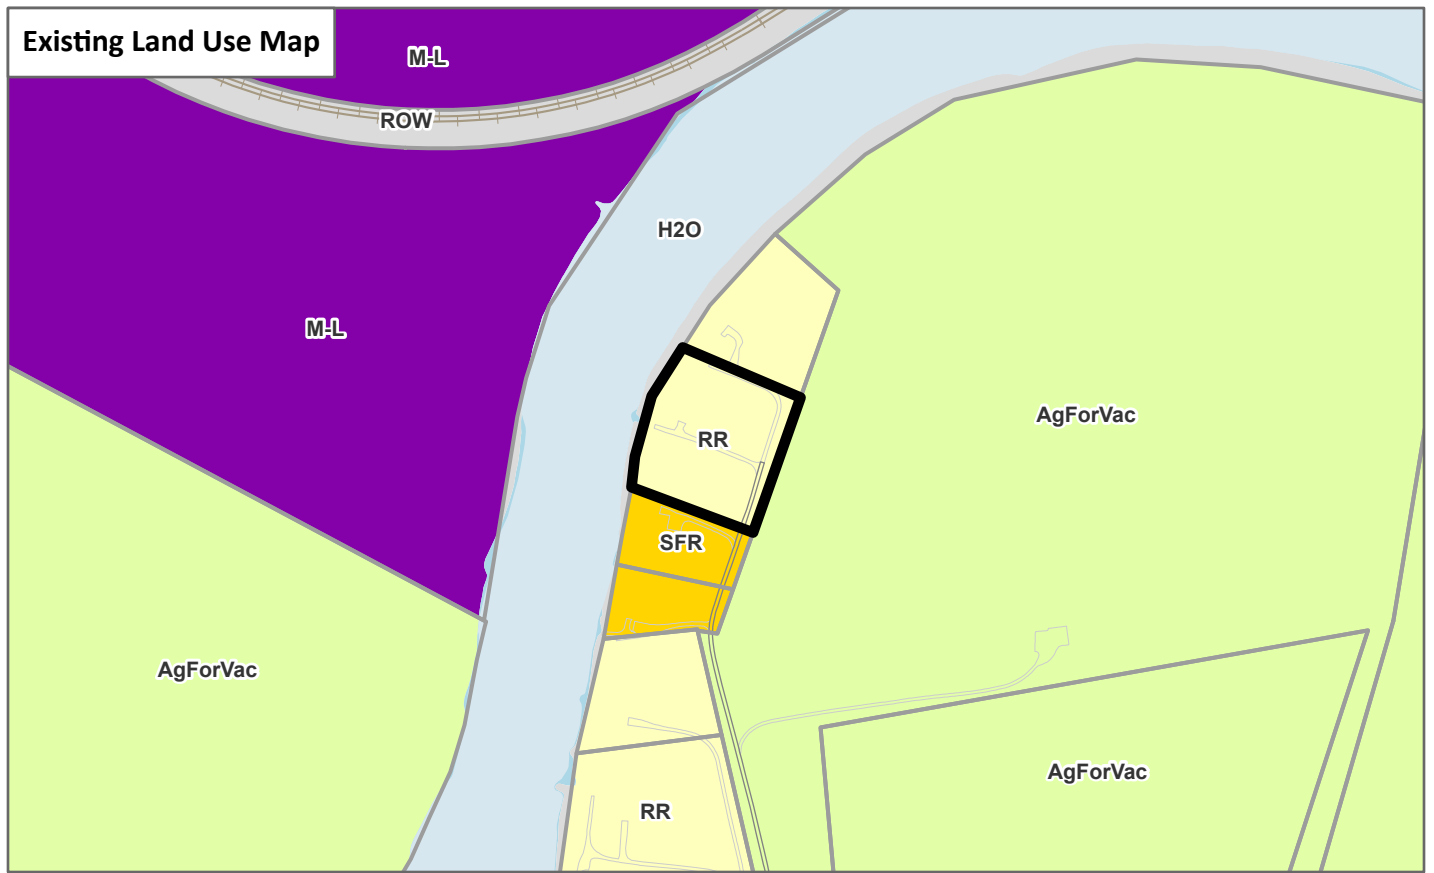 Existing Land Use Map
M-L
ROW
H2O
M-L
AgForVac
RR
SFR
AgForVac
AgForVac
RR